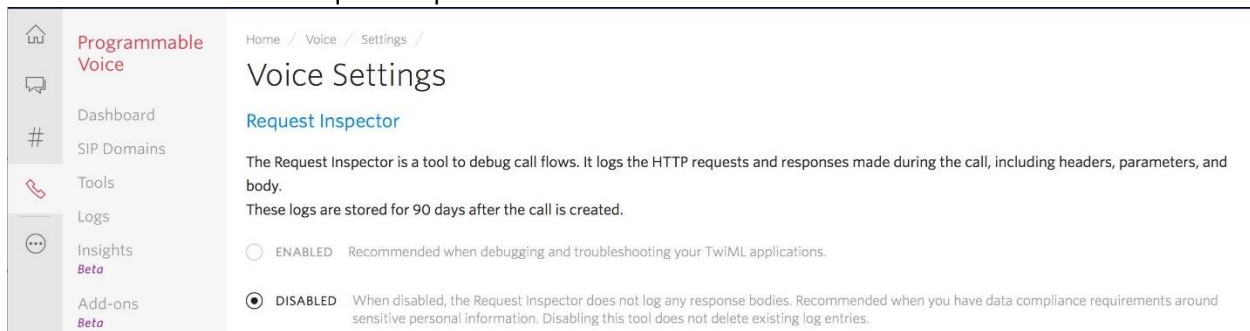 Programmable
Voice
Dashboard
#
SIP Domains
Tools
Logs
Insights
Beta
Add-ons
Beta
Home / Voice / Settings /
Voice Settings
Request Inspector
The Request Inspector is a tool to debug call flows. It logs the HTTP requests and responses made during the call, including headers, parameters, and
body.
These logs are stored for 90 days after the call is created.
ENABLED Recommended when debugging and troubleshooting your TwiML applications.
DISABLED When disabled, the Request Inspector does not log any response bodies. Recommended when you have data compliance requirements around
sensitive personal information. Disabling this tool does not delete existing log entries.